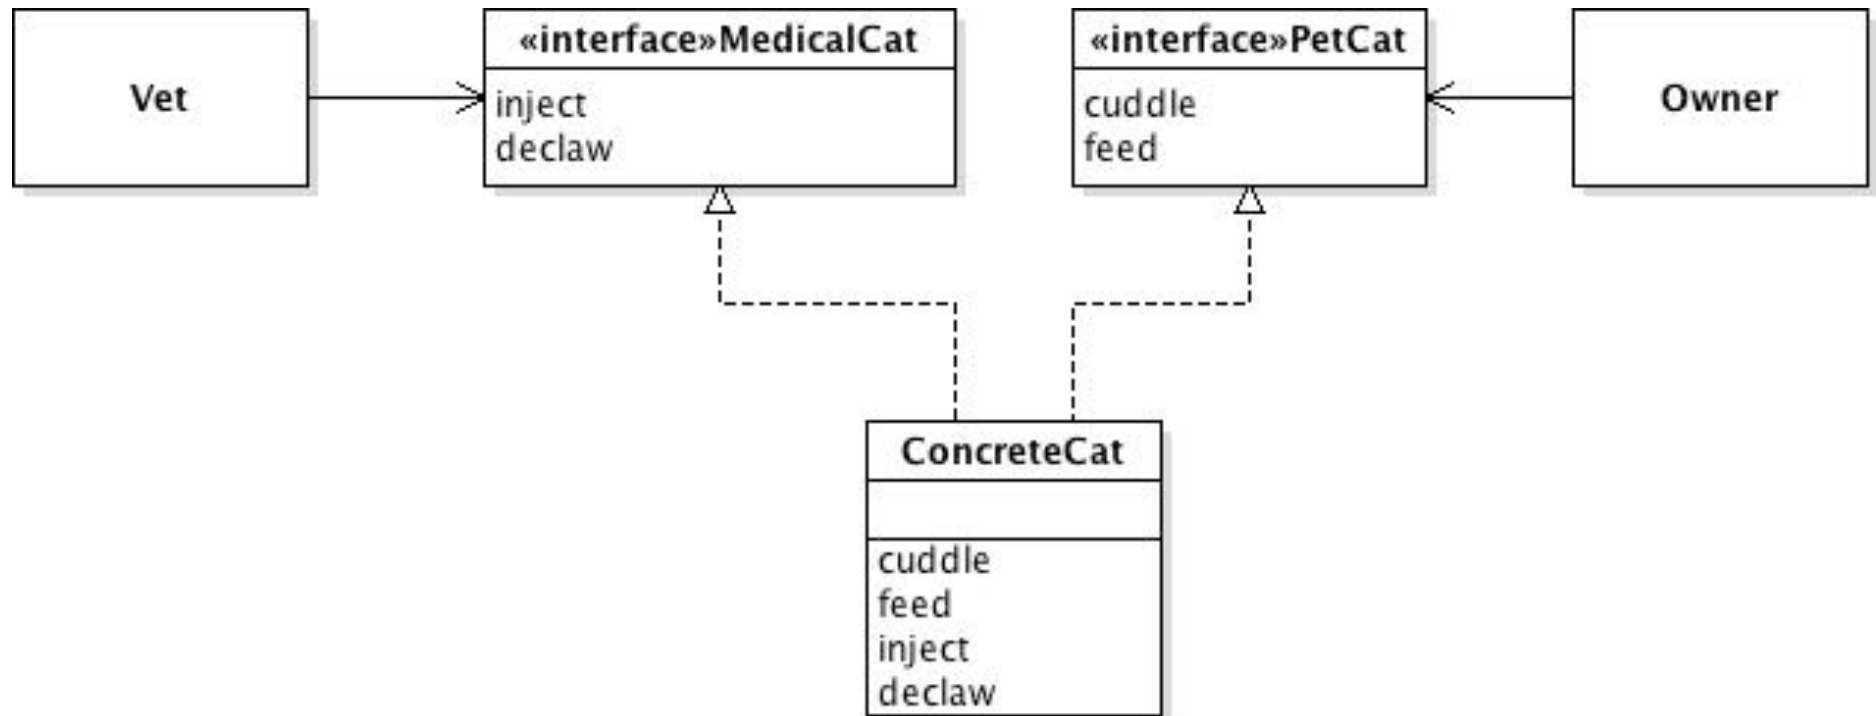 Vet
«interface»MedicalCat
inject
declaw
«interface»PetCat
cuddle
feed
Owner
ConcreteCat
cuddle
feed
inject
declaw